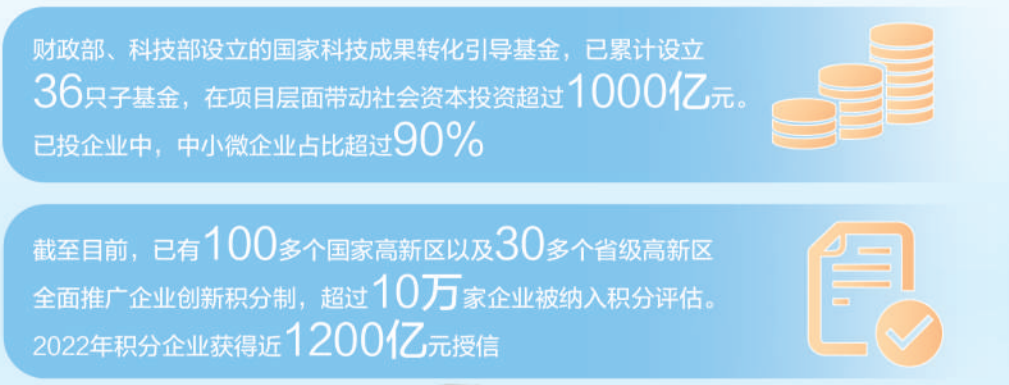 财政部、科技部设立的国家科技成果转化引导基金，已累计设立
36只子基金，在项目层面带动社会资本投资超过1000亿元。
已投企业中，中小微企业占比超过90%
截至目前，已有100多个国家高新区以及30多个省级高新区
全面推广企业创新积分制，超过10万家企业被纳入积分评估。
2022年积分企业获得近1200亿元授信